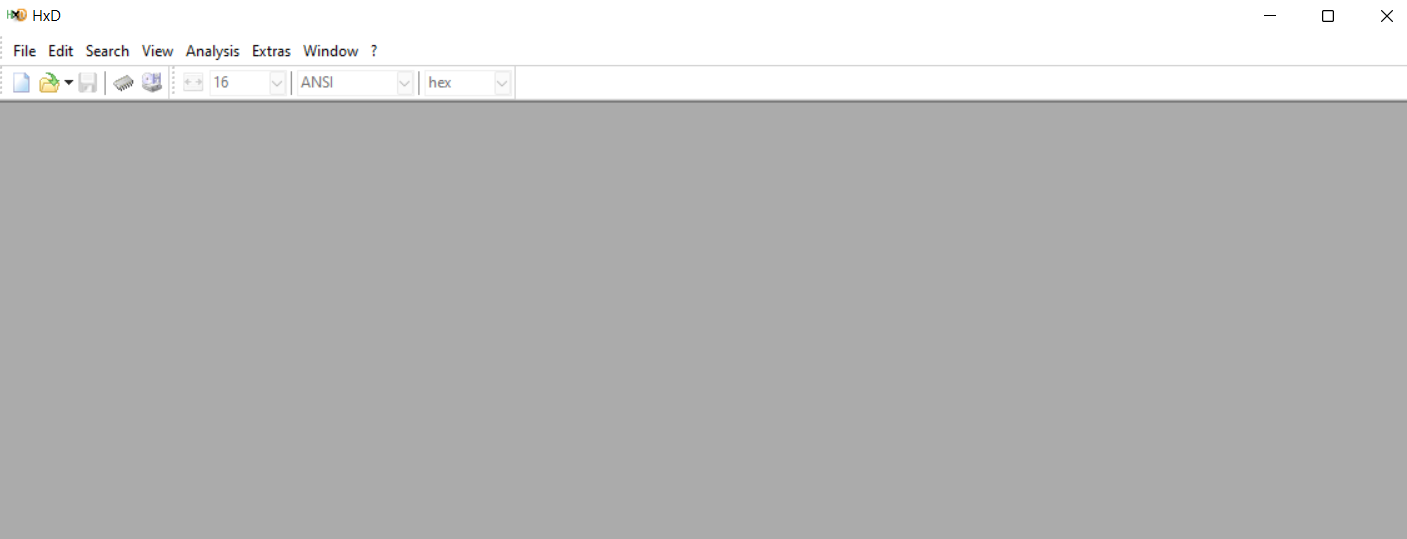 HxD
File Edit Search View Analysis Extras Window ?
16 ANSI hex